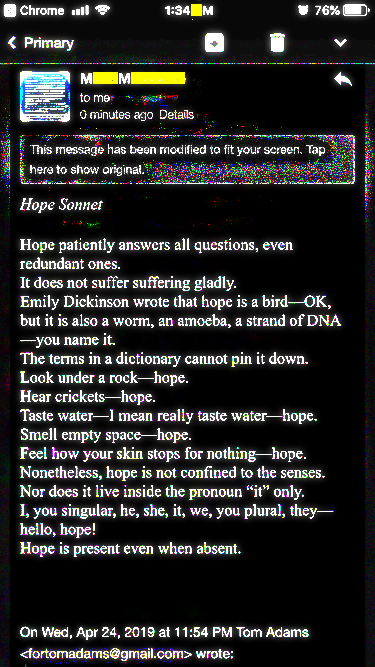 Chrome 1:34 M 76%
Primary
M M
to me
0 minutes ago Details
This message has been modified to fit your screen. Tap
here to show original.
Hope Sonnet
Hope patiently answers all questions, even
redundant ones.
It does not suffer suffering gladly.
Emily Dickinson wrote that hope is a bird—OK,
but it is also a worm, an amoeba, a strand of DNA
—you name it.
The terms in a dictionary cannot pin it down.
Look under a rock—hope.
Hear crickets—hope.
Taste water—I mean really taste water—hope.
Smell empty space—hope.
Feel how your skin stops for nothing—hope.
Nonetheless, hope is not confined to the senses.
Nor does it live inside the pronoun “it” only.
I, you singular, he, she, it, we, you plural, they—
hello, hope!
Hope is present even when absent.
On Wed, Apr 24, 2019 at 11:54 PM Tom Adams
<fortomadams@gmail.com> wrote: